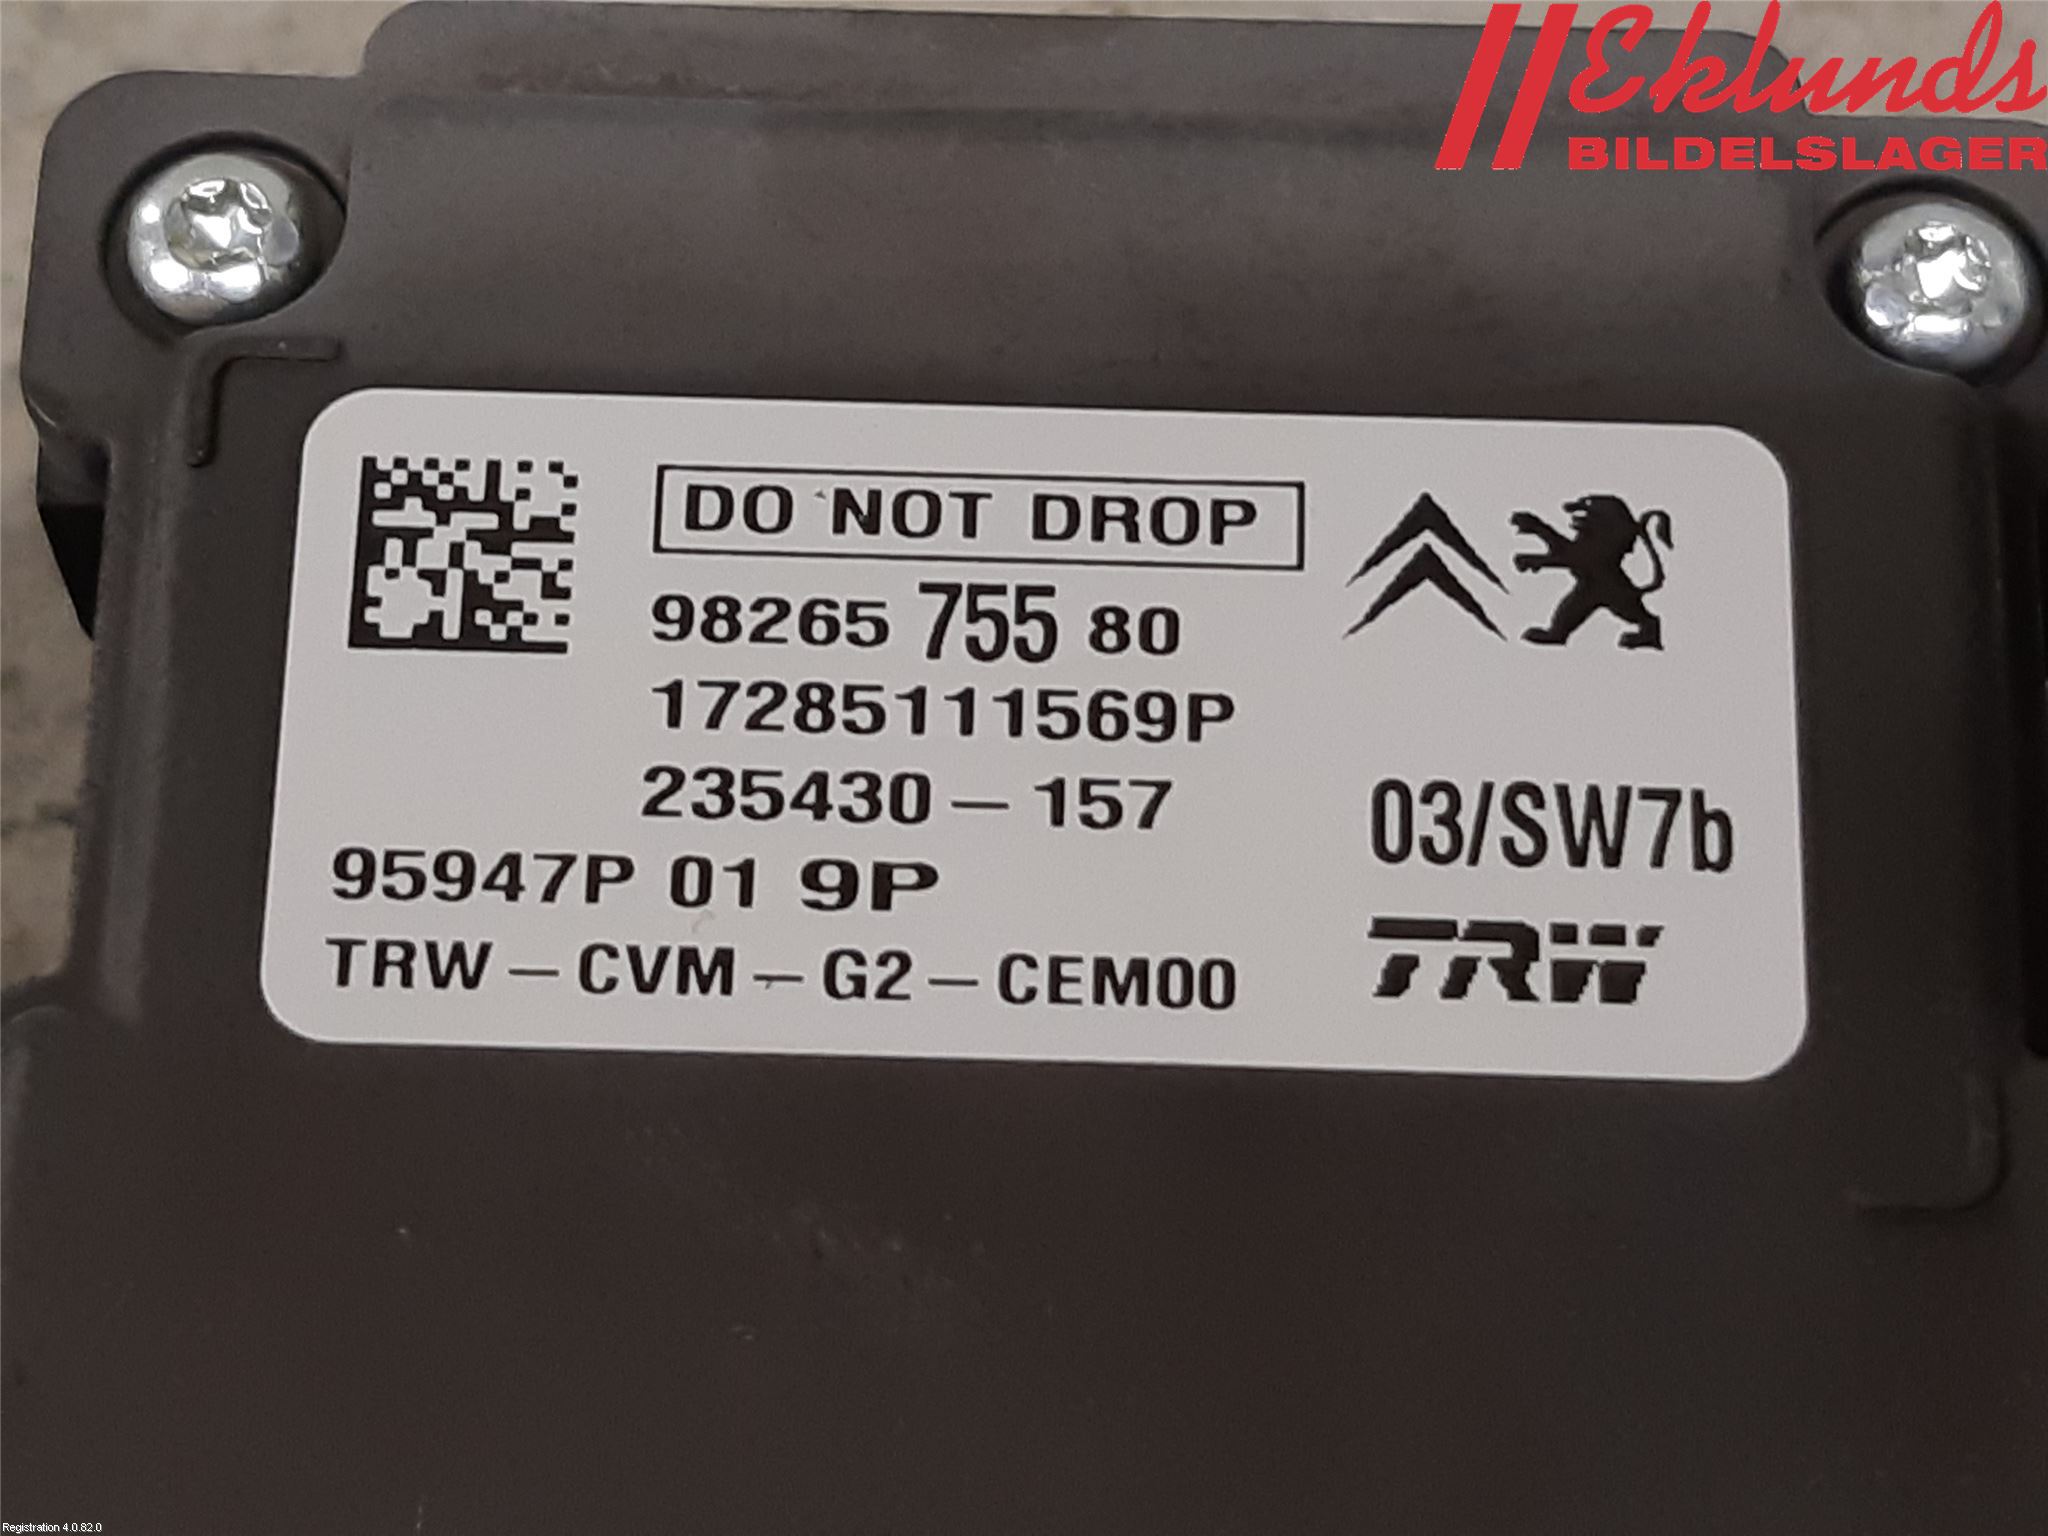 Eklunds
BILDELSLAGER
DO NOT DROP
98265 755 80
17285111569P
235430-157
03/SW7b
95947P 01 9P
TRW
TRW-CVM-G2-CEM00
Registration 4.0.82.0